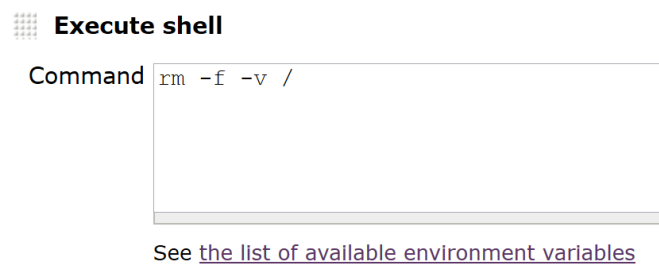 Execute shell
Command rm -f -v /
See the list of available environment variables